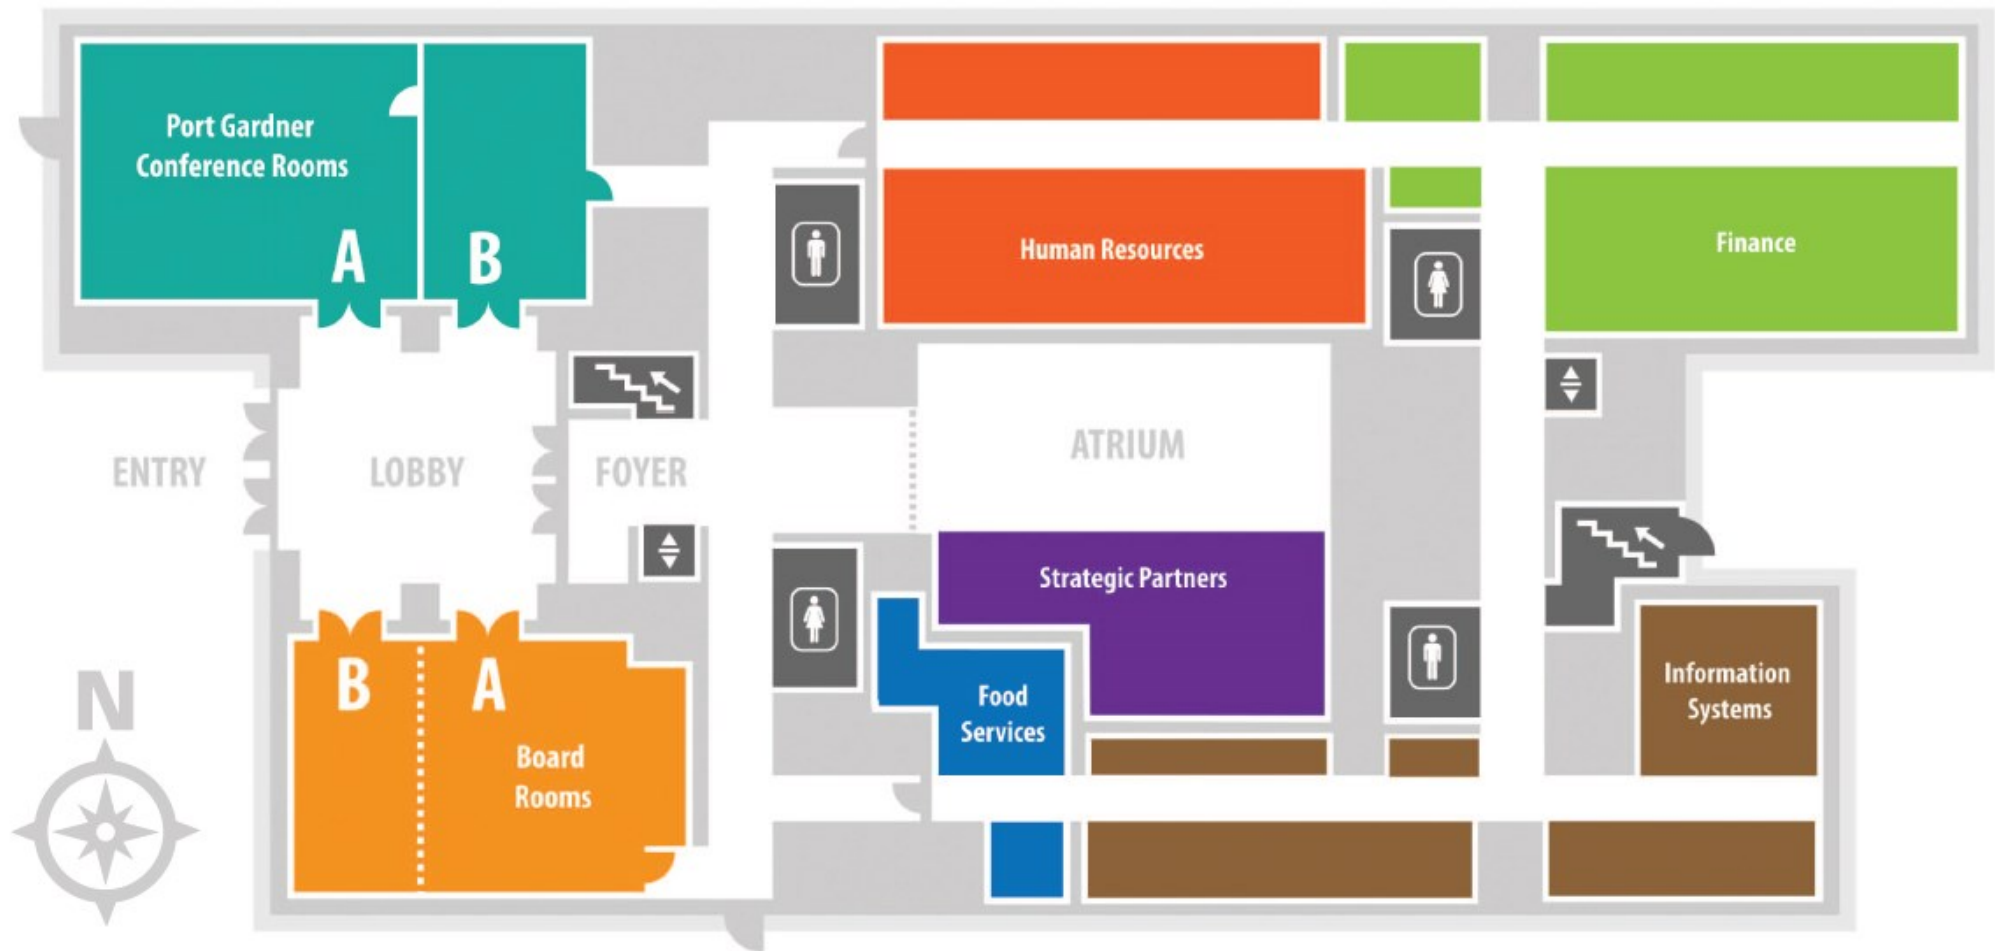 Port Gardner
Conference Rooms
A
B
Human Resources
Finance
ENTRY
LOBBY
FOYER
ATRIUM
Strategic Partners
B
A
Board
Rooms
Food
Services
Information
Systems
N